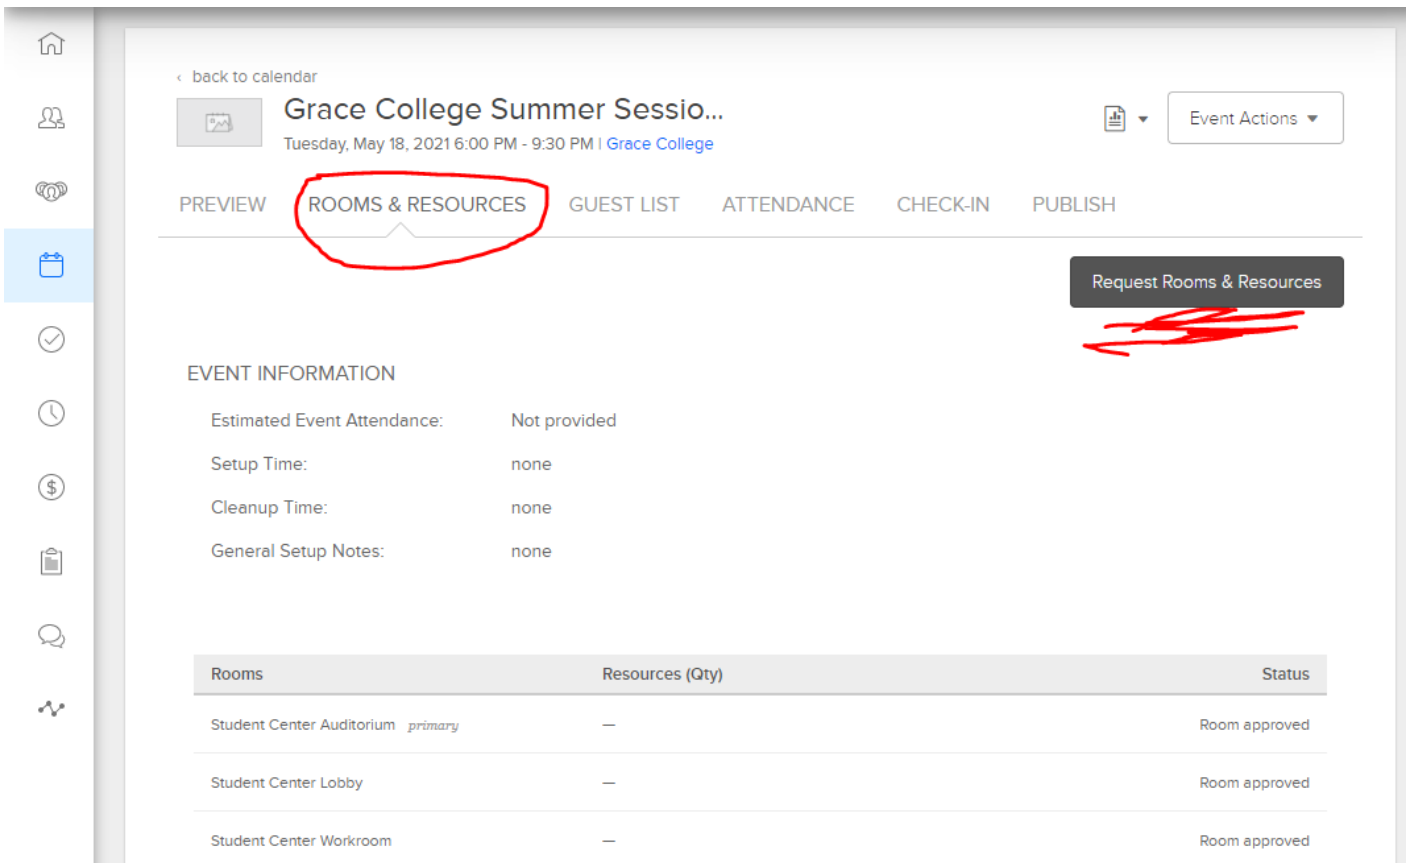 ‹ back to calendar
Grace College Summer Sessio...
Tuesday, May 18, 2021 6:00 PM - 9:30 PM | Grace College
Event Actions
PREVIEW ROOMS & RESOURCES GUEST LIST ATTENDANCE CHECK-IN PUBLISH
Request Rooms & Resources
EVENT INFORMATION
Estimated Event Attendance: Not provided
Setup Time: none
Cleanup Time: none
General Setup Notes: none
Rooms Resources (Qty) Status
Student Center Auditorium primary — Room approved
Student Center Lobby — Room approved
Student Center Workroom — Room approved